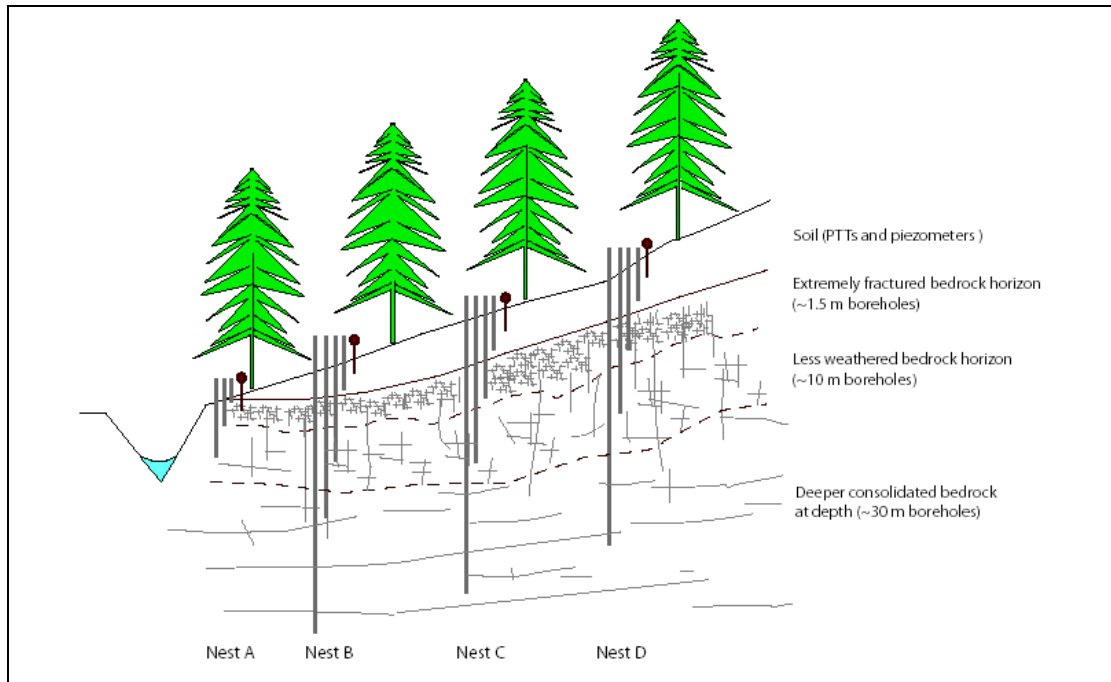 Soil (PTTs and piezometers )
Extremely fractured bedrock horizon
(~1.5 m boreholes)
Less weathered bedrock horizon
(~10 m boreholes)
Deeper consolidated bedrock
at depth (~30 m boreholes)
Nest A
Nest B
Nest C
Nest D